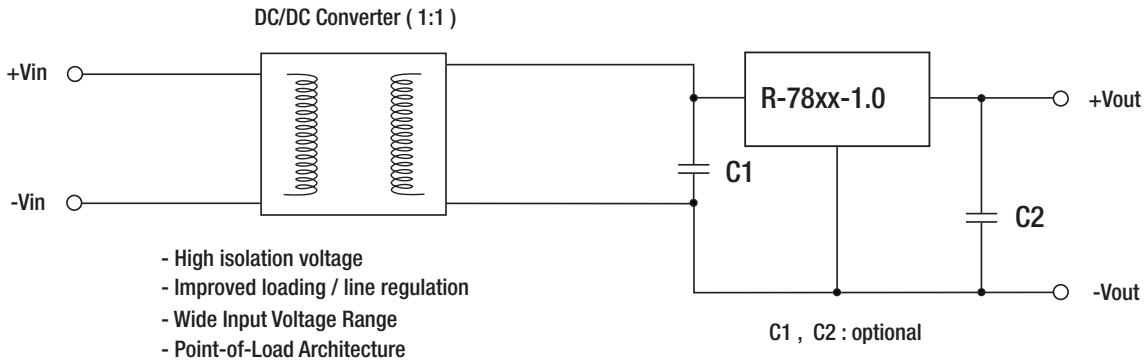 DC/DC Converter ( 1:1 )
+Vin
R-78xx-1.0
+Vout
C1
-Vin
C2
- High isolation voltage
- Improved loading / line regulation
-Vout
- Wide Input Voltage Range
C1 , C2 : optional
- Point-of-Load Architecture